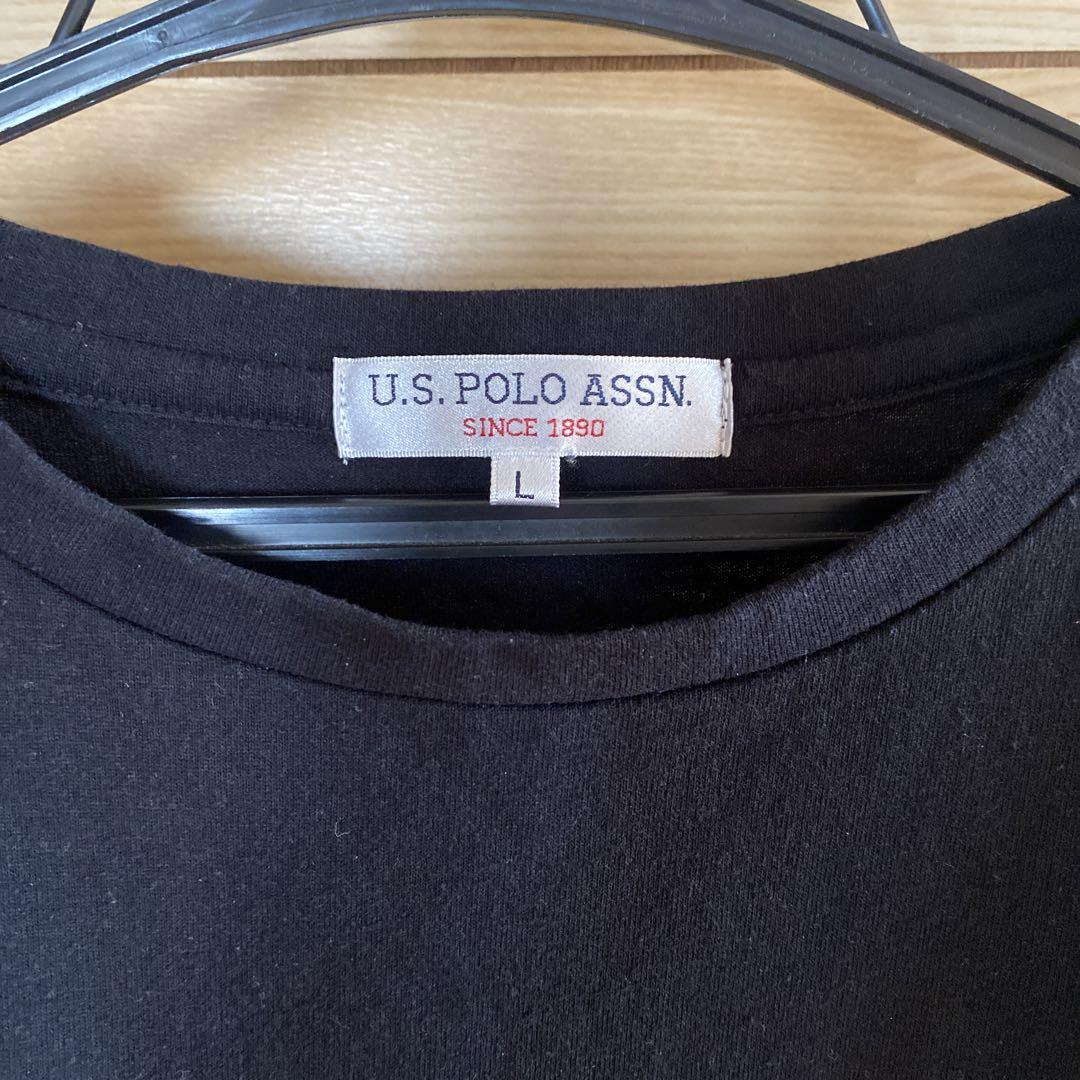 U.S. POLO ASSN.
SINCE 1890
L